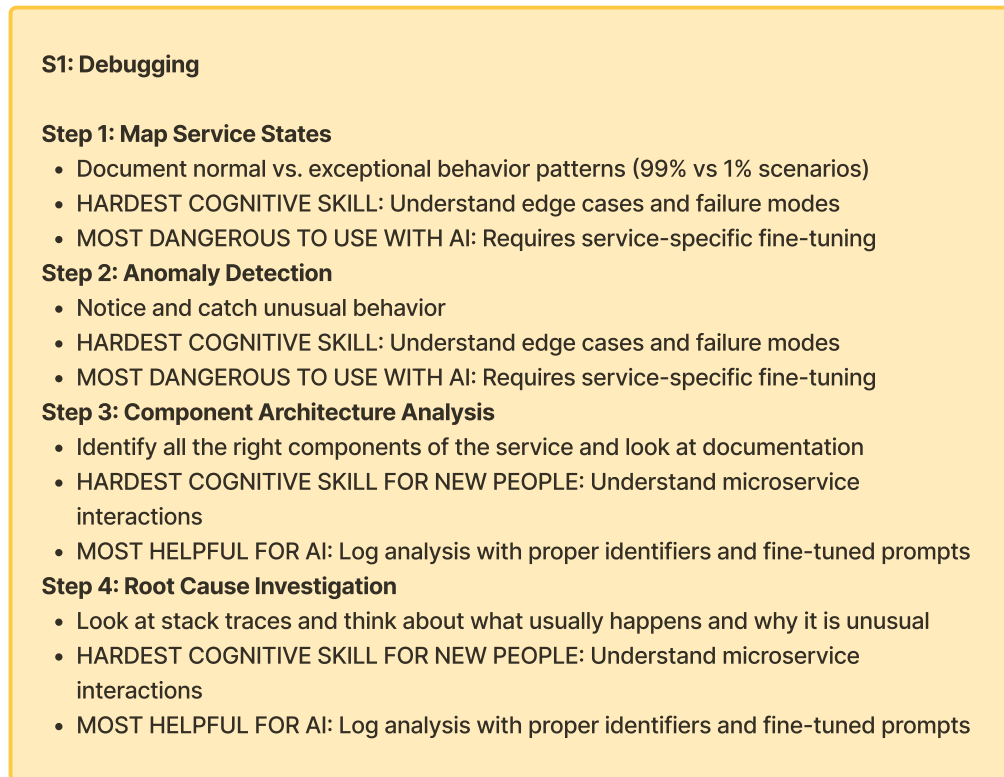 S1: Debugging
Step 1: Map Service States
• Document normal vs. exceptional behavior patterns (99% vs 1% scenarios)
• HARDEST COGNITIVE SKILL: Understand edge cases and failure modes
• MOST DANGEROUS TO USE WITH AI: Requires service-specific fine-tuning
Step 2: Anomaly Detection
• Notice and catch unusual behavior
• HARDEST COGNITIVE SKILL: Understand edge cases and failure modes
• MOST DANGEROUS TO USE WITH AI: Requires service-specific fine-tuning
Step 3: Component Architecture Analysis
• Identify all the right components of the service and look at documentation
• HARDEST COGNITIVE SKILL FOR NEW PEOPLE: Understand microservice
interactions
• MOST HELPFUL FOR AI: Log analysis with proper identifiers and fine-tuned prompts
Step 4: Root Cause Investigation
• Look at stack traces and think about what usually happens and why it is unusual
• HARDEST COGNITIVE SKILL FOR NEW PEOPLE: Understand microservice
interactions
• MOST HELPFUL FOR AI: Log analysis with proper identifiers and fine-tuned prompts